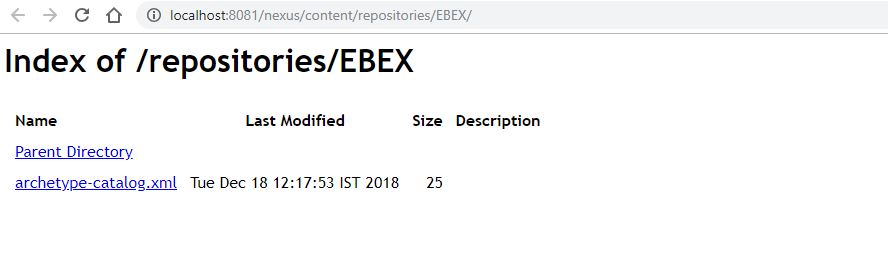 localhost:8081/nexus/content/repositories/EBEX/
Index of /repositories/EBEX
Name Last Modified Size Description
Parent Directory
archetype-catalog.xml Tue Dec 18 12:17:53 IST 2018 25